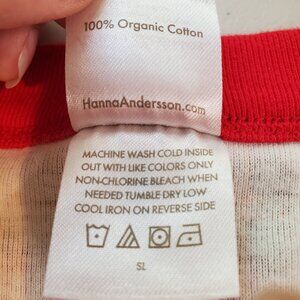 100% Organic Cotton
HannaAndersson.com
MACHINE WASH COLD INSIDE
OUT WITH LIKE COLORS ONLY
NON-CHLORINE BLEACH WHEN
NEEDED TUMBLE DRY LOW
COOL IRON ON REVERSE SIDE
SL